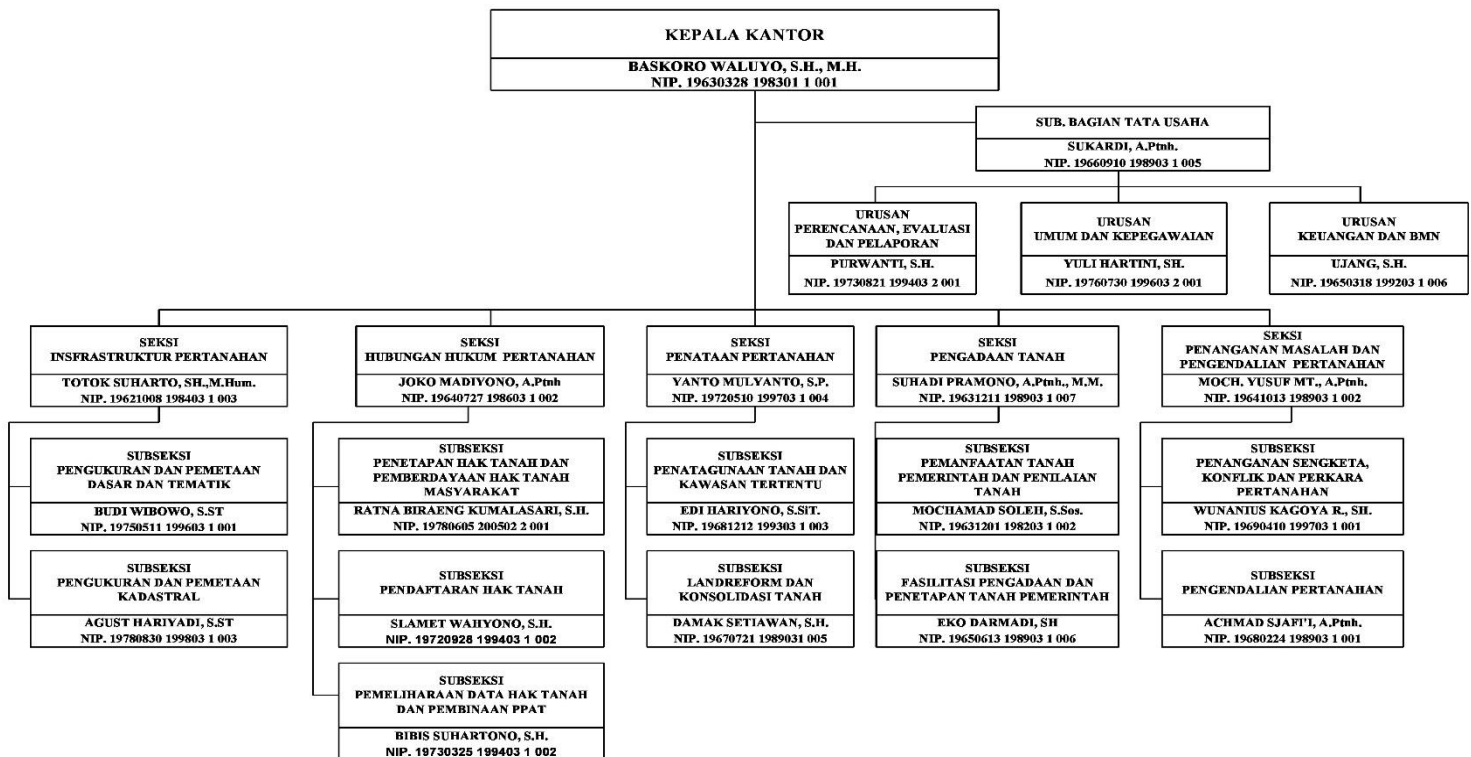 KEPALA KANTOR
BASKORO WALUYO, S.H., M.H.
NIP. 19630328 198301 1 001
SUB. BAGIAN TATA USAHA
SUKARDI, A.Ptnh.
NIP. 19660910 198903 1 005
URUSAN
PERENCANAAN, EVALUASI
DAN PELAPORAN
PURWANTI, S.H.
NIP. 19730821 199403 2 001
URUSAN
UMUM DAN KEPEGAWAIAN
YULI HARTINI, SH.
NIP. 19760730 199603 2 001
URUSAN
KEUANGAN DAN BMN
UJANG, S.H.
NIP. 19650318 199203 1 006
SEKSI
INSFRASTRUKTUR PERTANAHAN
TOTOK SUHARTO, SH.,M.Hum.
NIP. 19621008 198403 1 003
SEKSI
HUBUNGAN HUKUM PERTANAHAN
JOKO MADIYONO, A.Ptnh
NIP. 19640727 198603 1 002
SEKSI
PENATAAN PERTANAHAN
YANTO MULYANTO, S.P.
NIP. 19720510 199703 1 004
SEKSI
PENGADAAN TANAH
SUHADI PRAMONO, A.Ptnh., M.M.
NIP. 19631211 198903 1 007
SEKSI
PENANGANAN MASALAH DAN
PENGENDALIAN PERTANAHAN
MOCH. YUSUF MT., A.Ptnh.
NIP. 19641013 198903 1 002
SUBSEKSI
PENGUKURAN DAN PEMETAAN
DASAR DAN TEMATIK
BUDI WIBOWO, S.ST
NIP. 19750511 199603 1 001
SUBSEKSI
PENETAPAN HAK TANAH DAN
PEMBERDAYAAN HAK TANAH
MASYARAKAT
RATNA BIRAENG KUMALASARI, S.H.
NIP. 19780605 200502 2 001
SUBSEKSI
PENATAGUNAAN TANAH DAN
KAWASAN TERTENTU
EDI HARIYONO, S.SiT.
NIP. 19681212 199303 1 003
SUBSEKSI
PEMANFAATAN TANAH
PEMERINTAH DAN PENILAIAN
TANAH
MOCHAMAD SOLEH, S.Sos.
NIP. 19631201 198203 1 002
SUBSEKSI
PENANGANAN SENGKETA,
KONFLIK DAN PERKARA
PERTANAHAN
WUNANIUS KAGOYA R., SH.
NIP. 19690410 199703 1 001
SUBSEKSI
PENGUKURAN DAN PEMETAAN
KADASTRAL
AGUST HARIYADI, S.ST
NIP. 19780830 199803 1 003
SUBSEKSI
PENDAFTARAN HAK TANAH
SLAMET WAHYONO, S.H.
NIP. 19720928 199403 1 002
SUBSEKSI
LANDREFORM DAN
KONSOLIDASI TANAH
DAMAK SETIAWAN, S.H.
NIP. 19670721 1989031 005
SUBSEKSI
FASILITASI PENGADAAN DAN
PENETAPAN TANAH PEMERINTAH
EKO DARMADI, SH
NIP. 19650613 198903 1 006
SUBSEKSI
PENGENDALIAN PERTANAHAN
ACHMAD SJAFI'I, A.Ptnh.
NIP. 19680224 198903 1 001
SUBSEKSI
PEMELIHARAAN DATA HAK TANAH
DAN PEMBINAAN PPAT
BIBIS SUHARTONO, S.H.
NIP. 19730325 199403 1 002